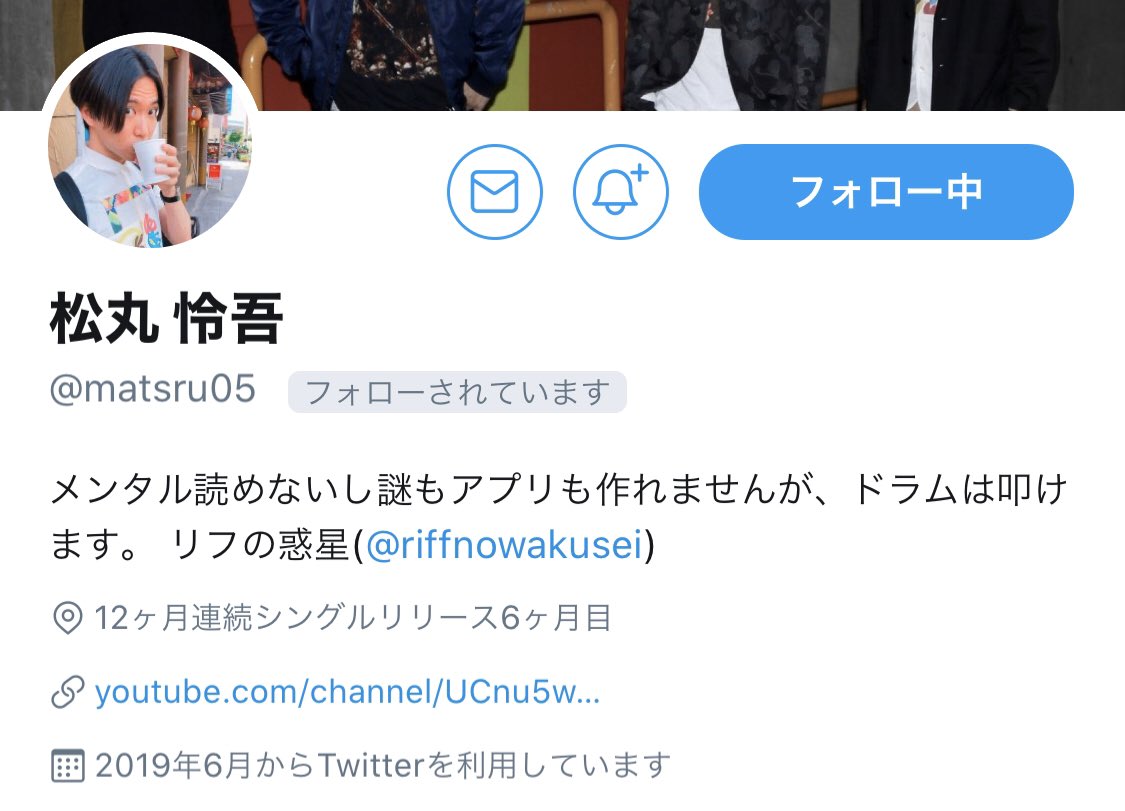 フォロー中
松丸 怜吾
@matsru05 フォローされています
メンタル読めないし謎もアプリも作れませんが、ドラムは叩け
ます。 リフの惑星(@riffnowakusei)
12ヶ月連続シングルリリース6ヶ月目
youtube.com/channel/UCnu5w...
2019年6月からTwitterを利用しています